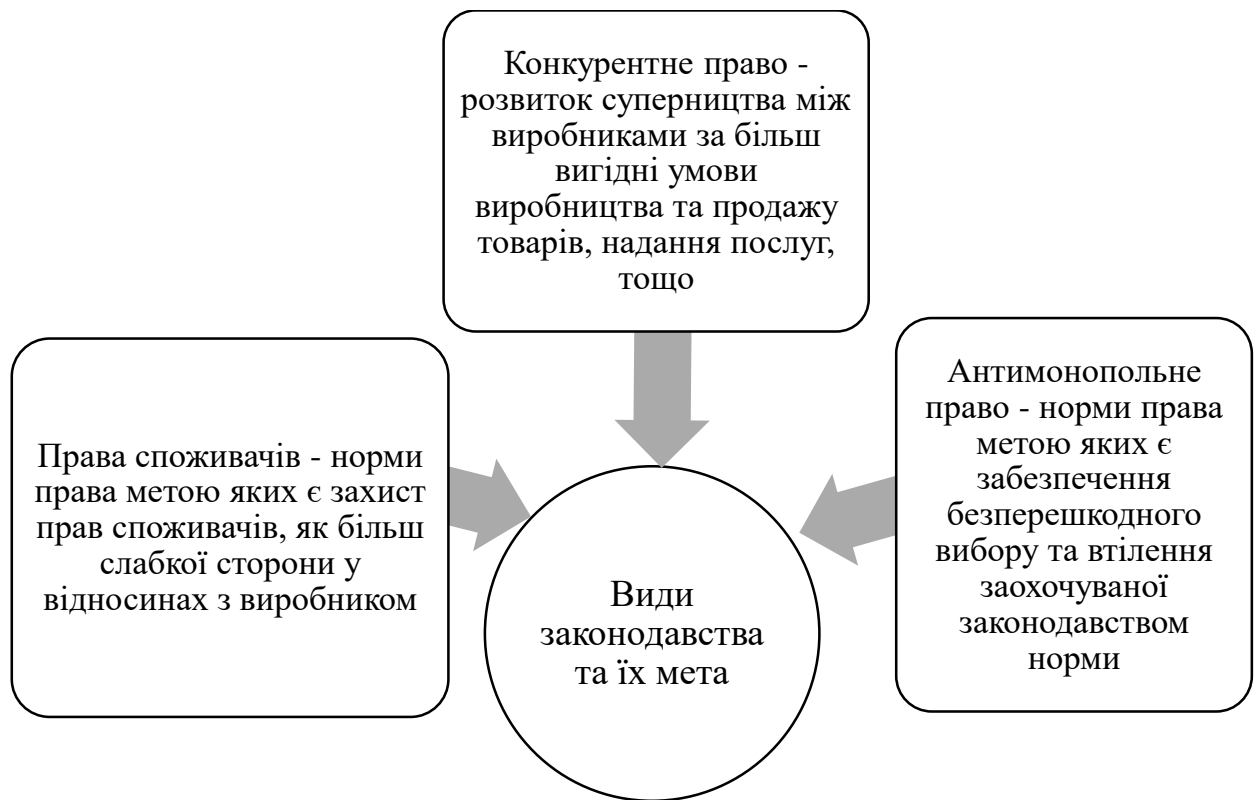 Конкурентне право -
розвиток суперництва між
виробниками за більш
вигідні умови
виробництва та продажу
товарів, надання послуг,
тощо
Права споживачів - норми
права метою яких є захист
прав споживачів, як більш
слабкої сторони у
відносинах з виробником
Антимонопольне
право - норми права
метою яких є
забезпечення
безперешкодного
вибору та втілення
заохочуваної
законодавством
норми
Види
законодавства
та їх мета